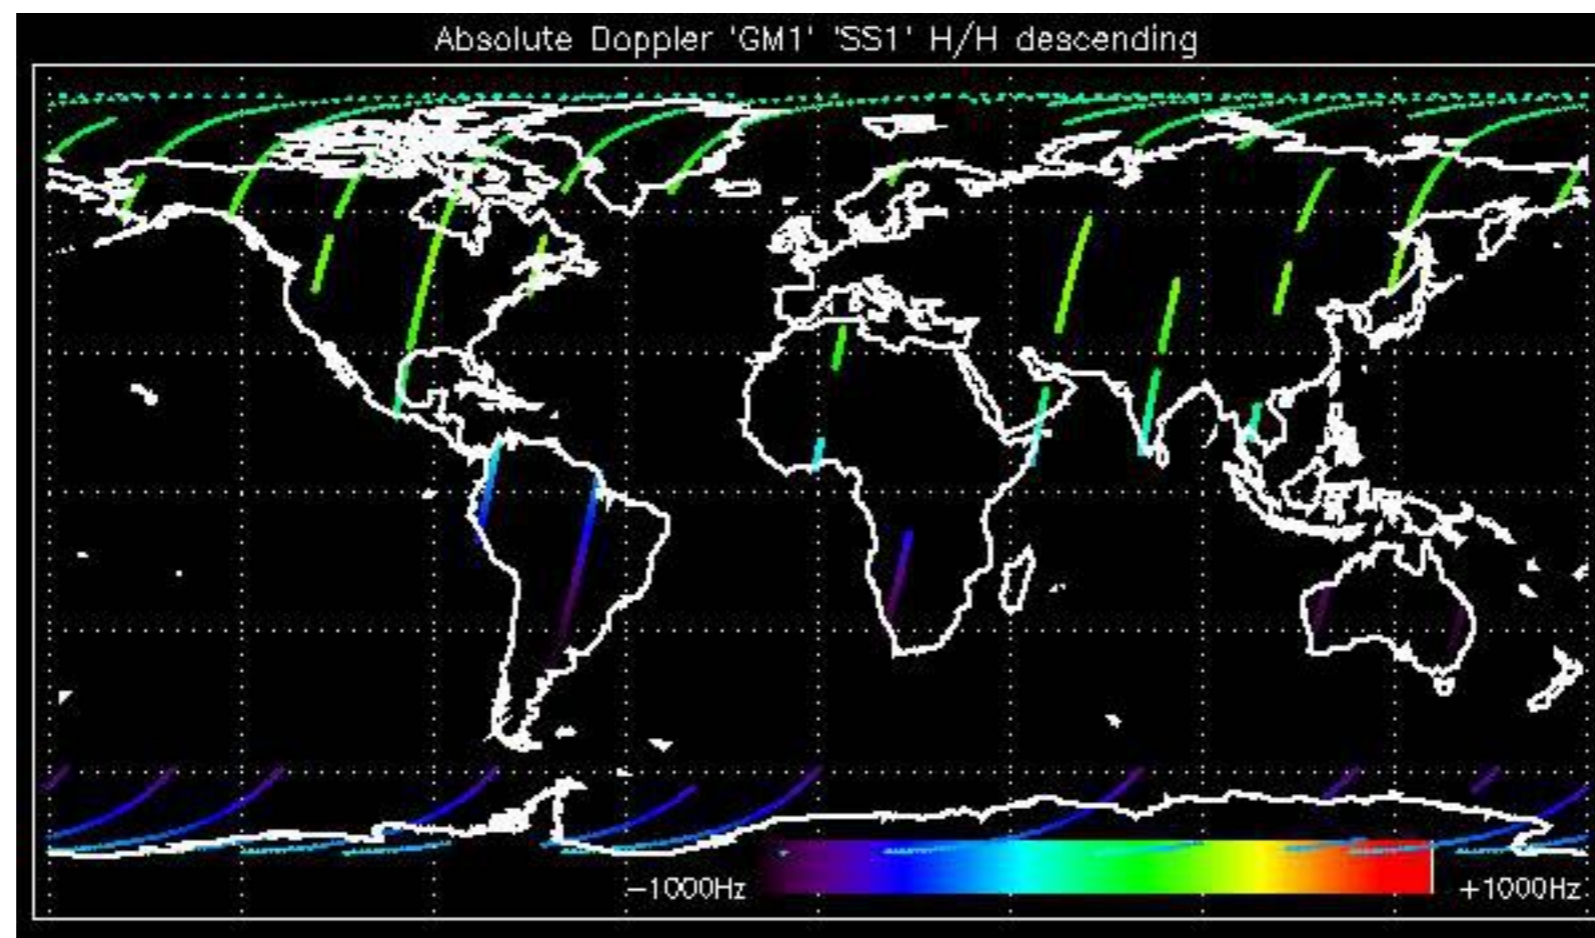 Absolute Doppler 'GM1' 'SS1' H/H descending
-1000Hz
+1000Hz